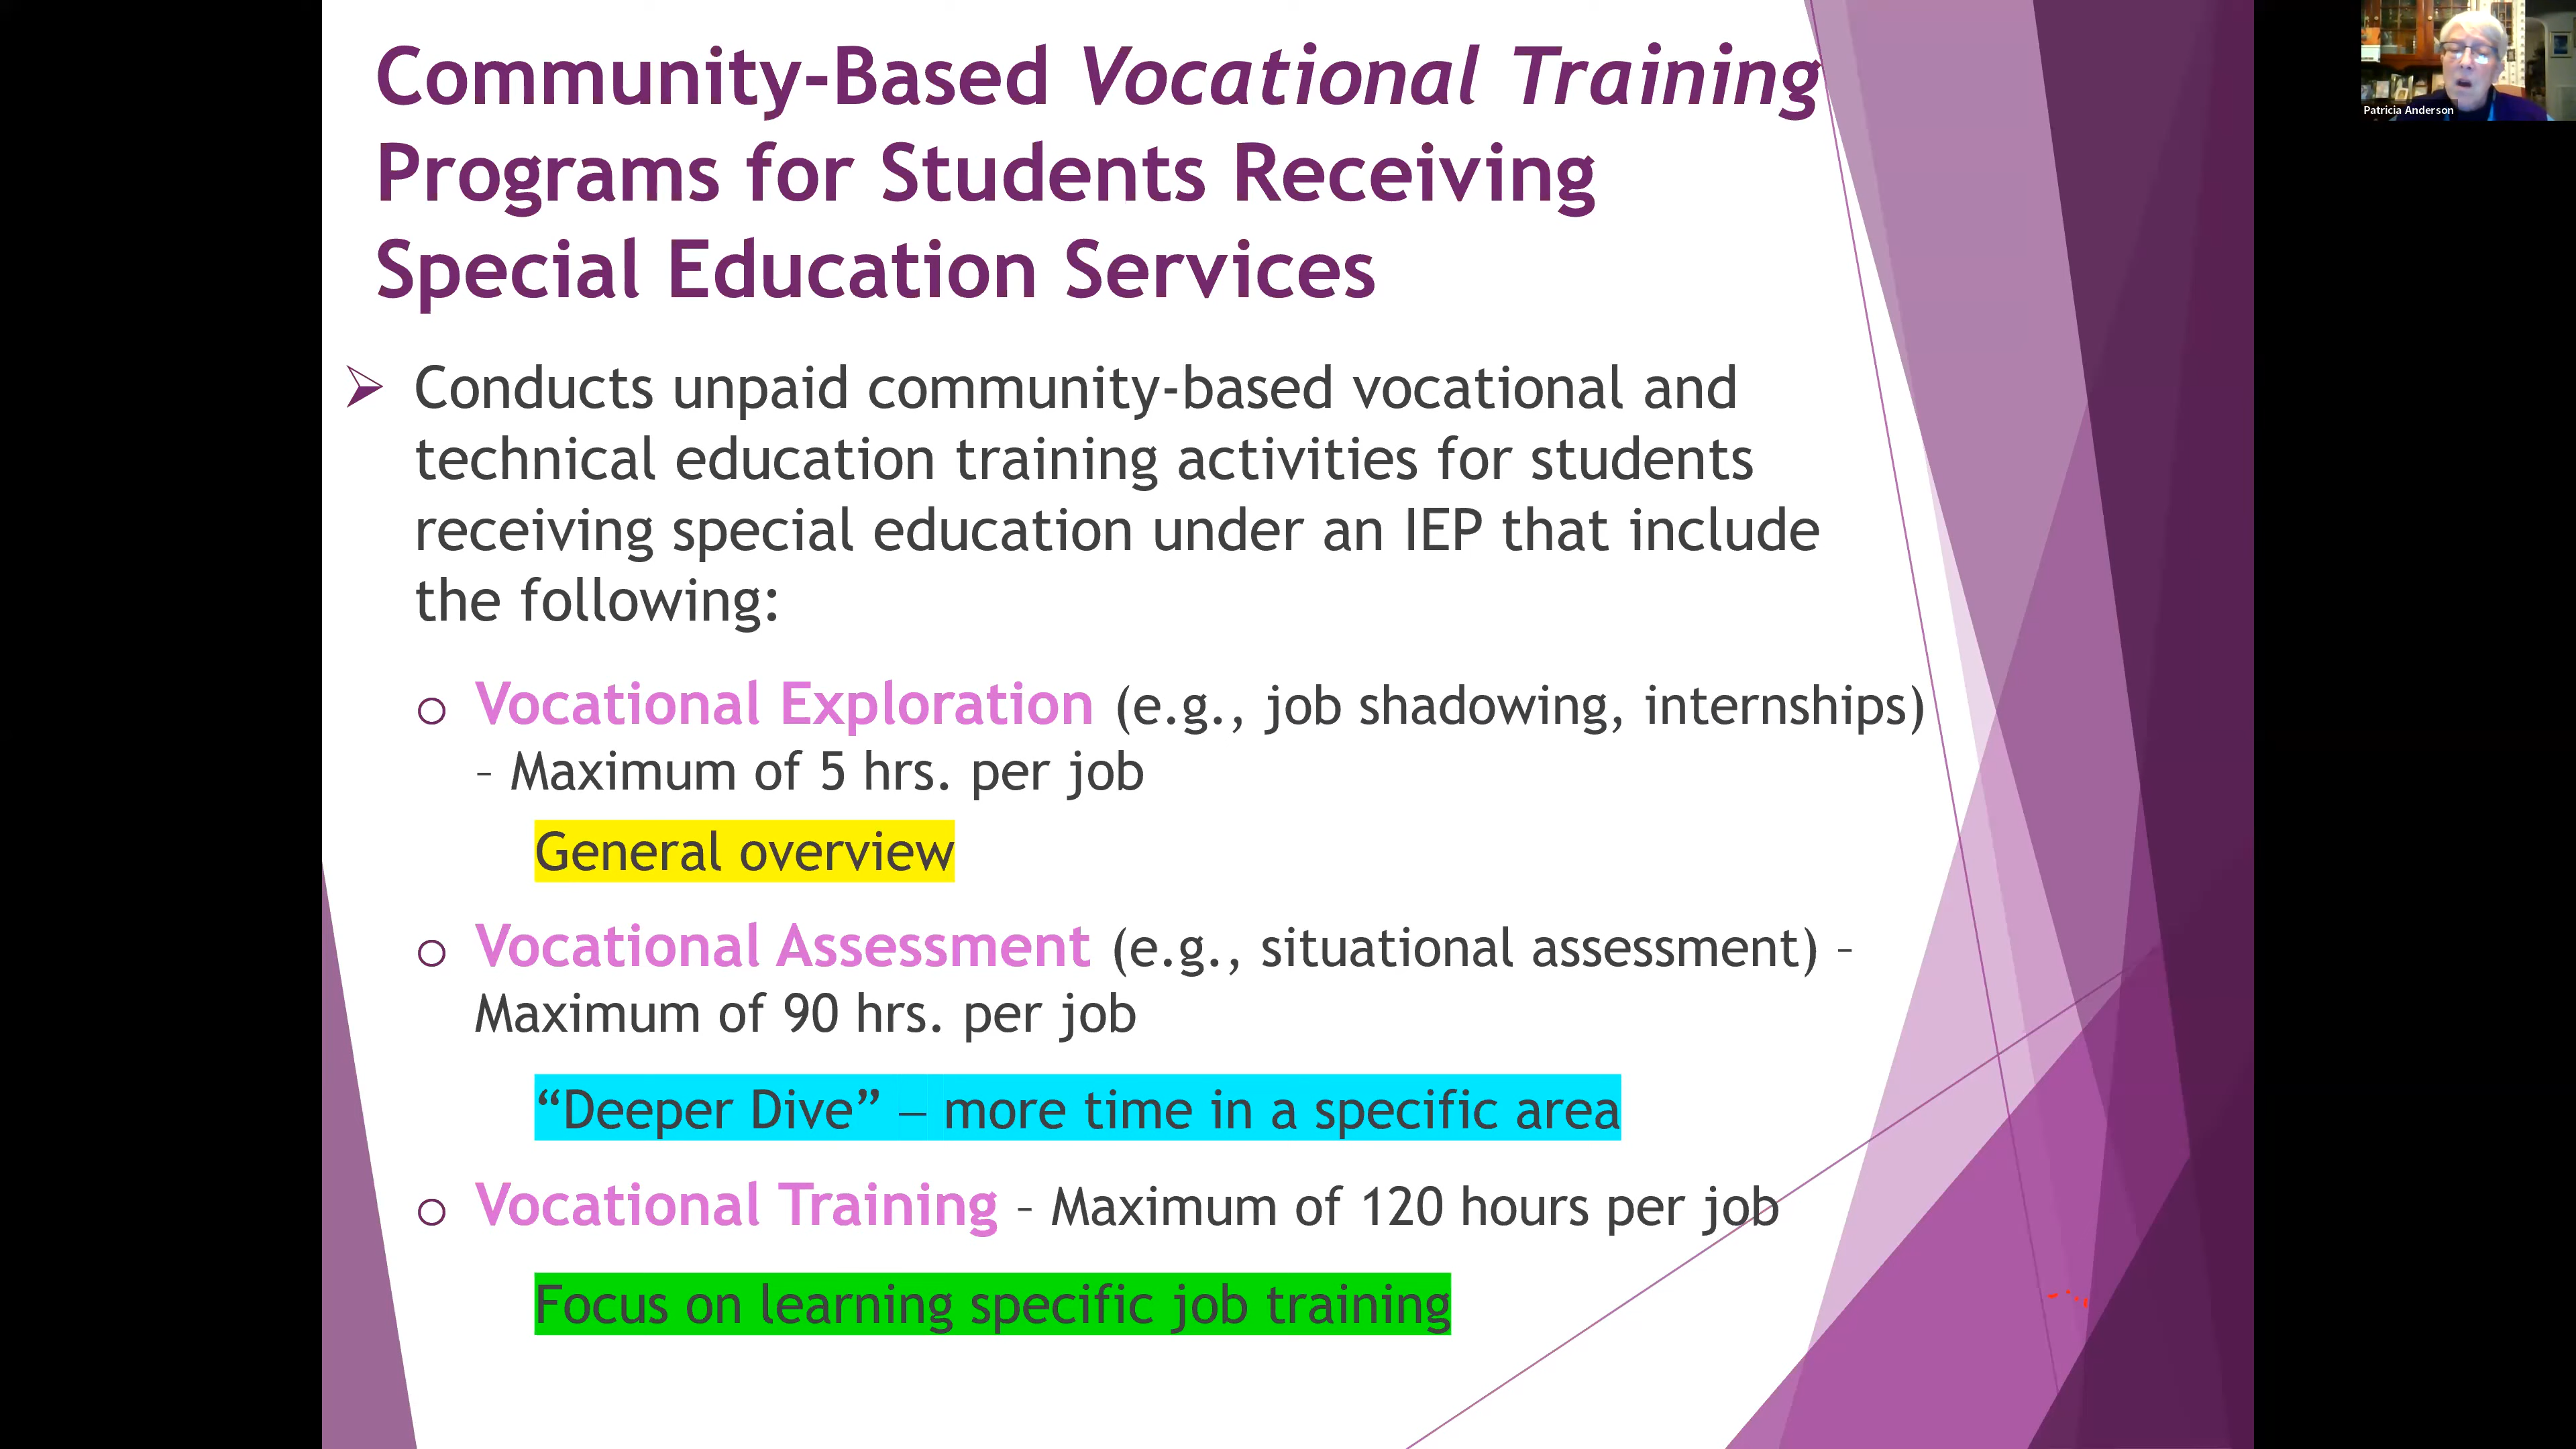 Community-Based Vocational Training
Programs for Students Receiving
Special Education Services
Conducts unpaid community-based vocational and
technical education training activities for students
receiving special education under an IEP that include
the following:
Vocational Exploration (e.g., job shadowing, internships)
– Maximum of 5 hrs. per job
General overview
Vocational Assessment (e.g., situational assessment) –
Maximum of 90 hrs. per job
“Deeper Dive” – more time in a specific area
Vocational Training – Maximum of 120 hours per job
Focus on learning specific job training
Patricia Anderson